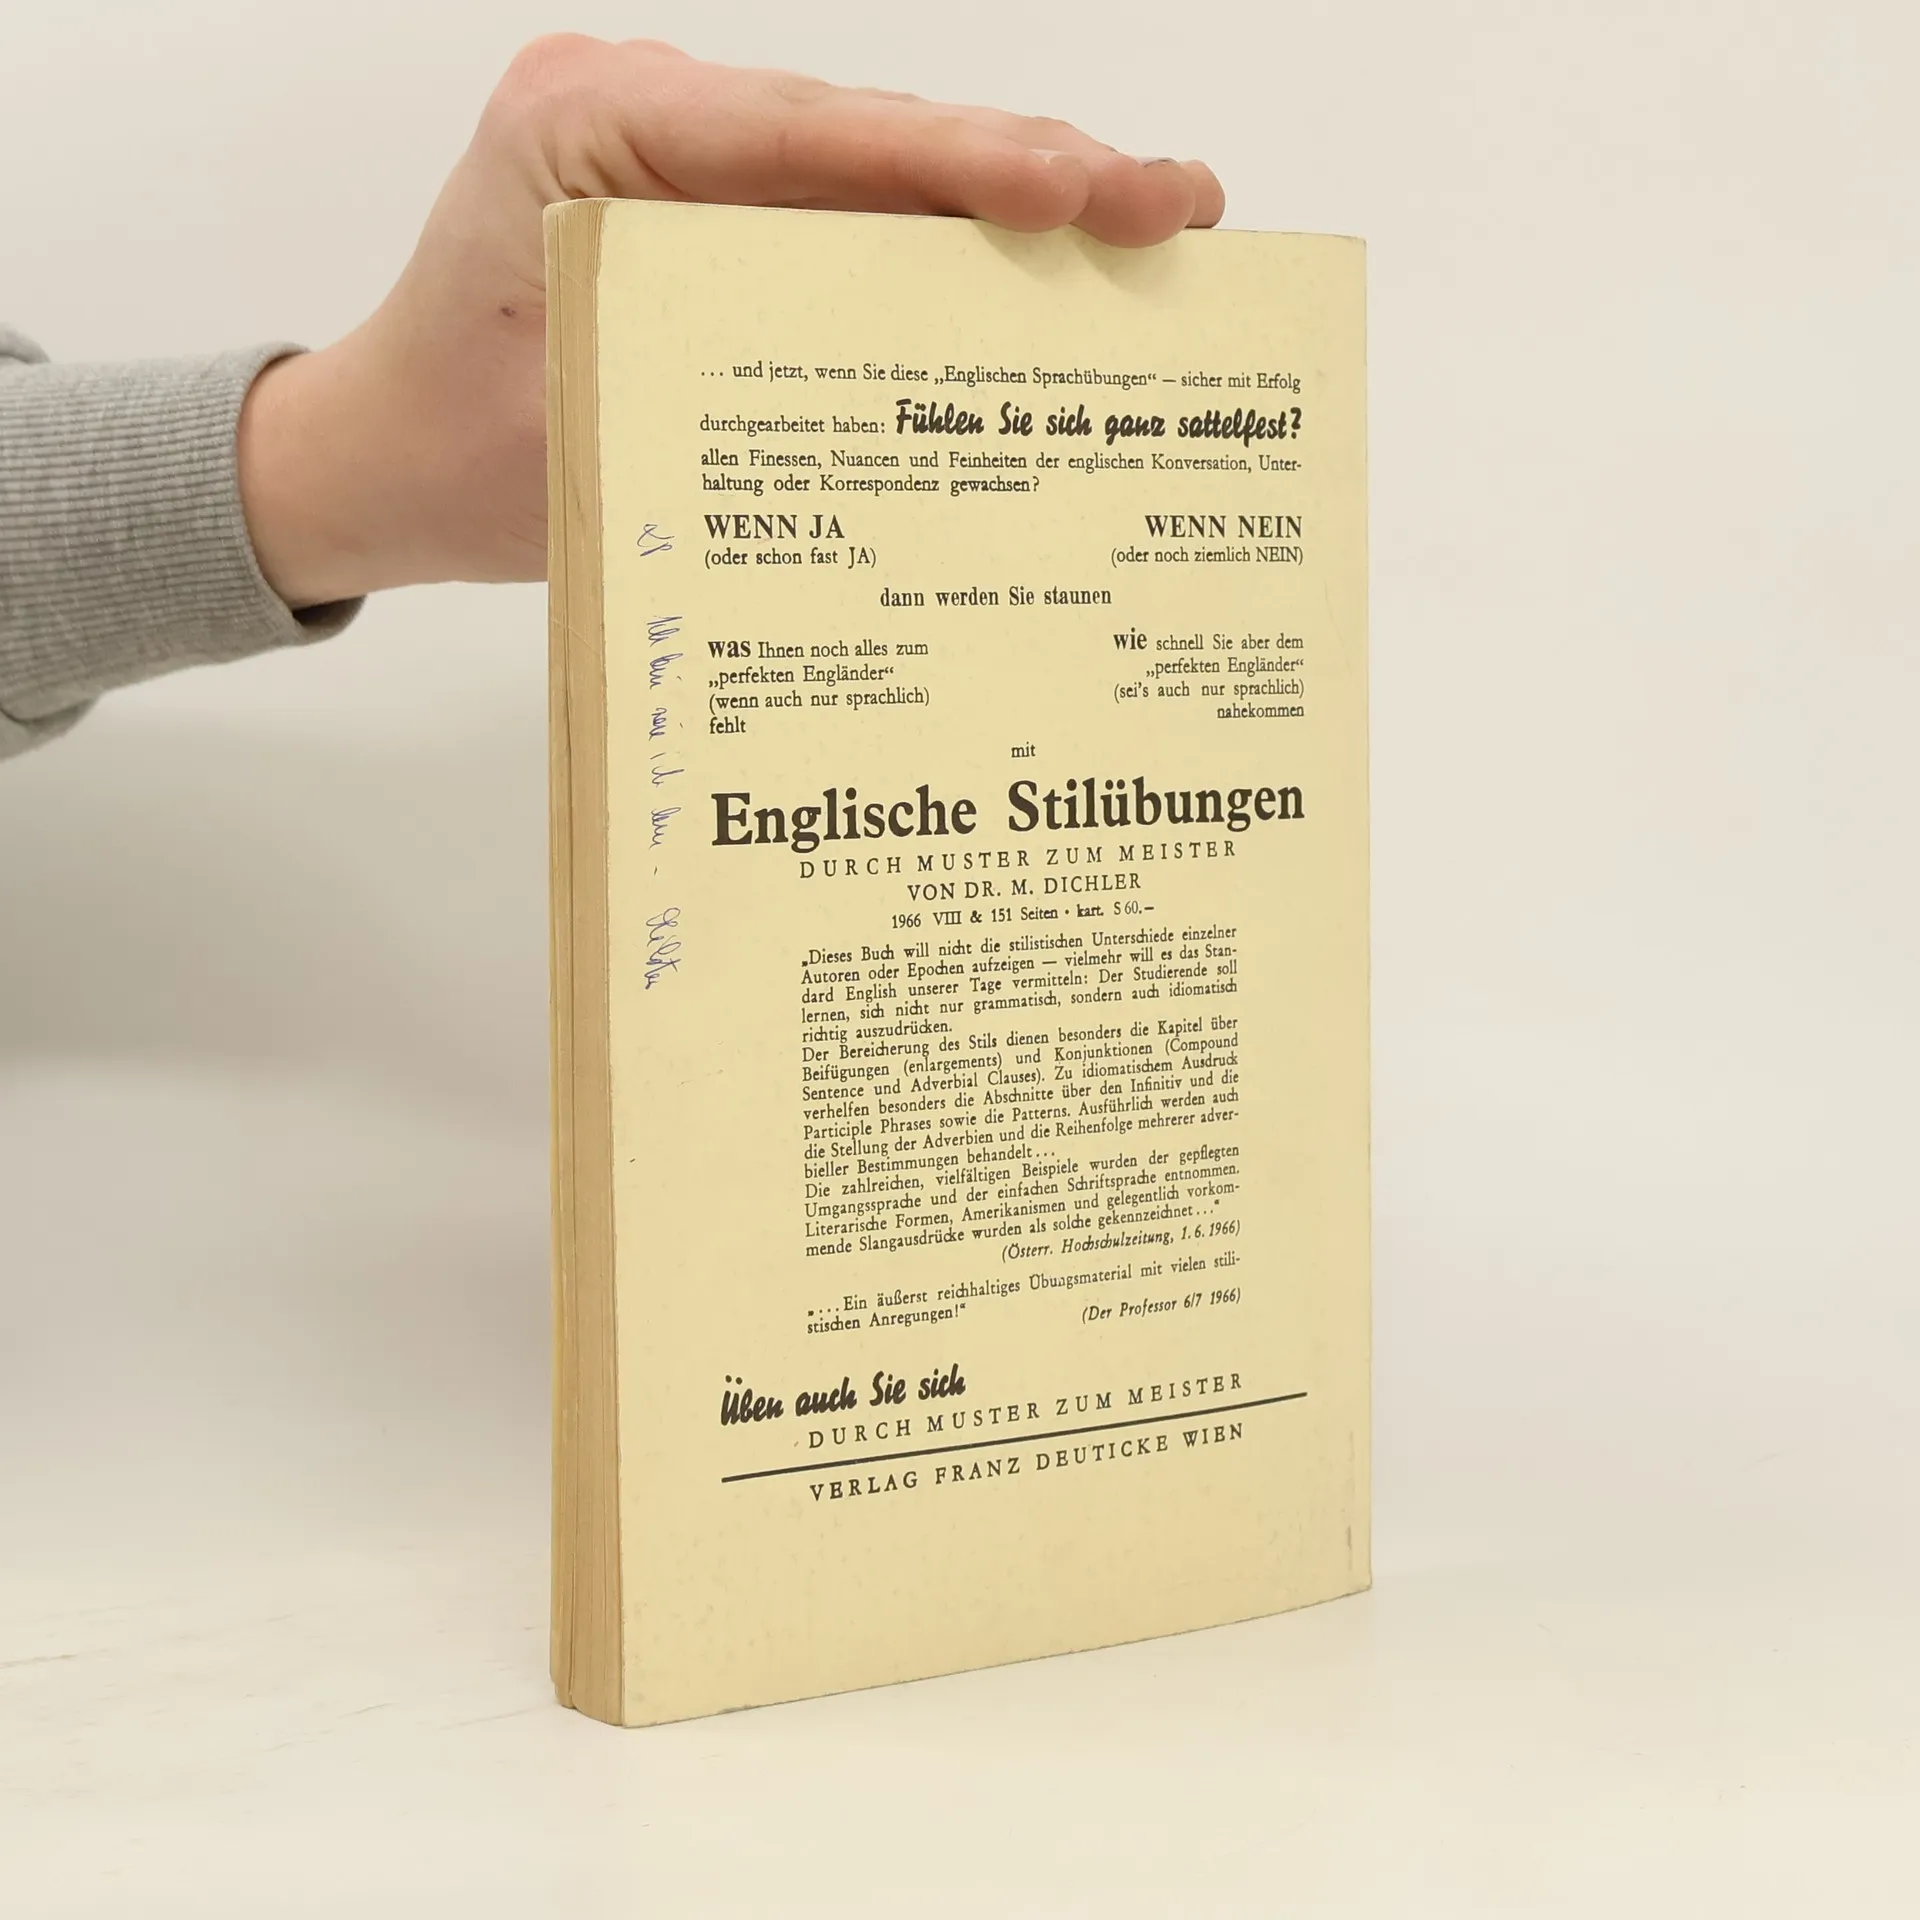 ... und jetzt, wenn Sie diese „Englischen Sprachübungen“ — sicher mit Erfolg
durchgearbeitet haben: Fühlen Sie sich ganz sattelfest?
allen Finessen, Nuancen und Feinheiten der englischen Konversation, Unter-
haltung oder Korrespondenz gewachsen?
WENN JA
(oder schon fast JA)
WENN NEIN
(oder noch ziemlich NEIN)
dann werden Sie staunen
was Ihnen noch alles zum
„perfekten Engländer“
(wenn auch nur sprachlich)
fehlt
wie schnell Sie aber dem
„perfekten Engländer“
(sei's auch nur sprachlich)
nahekommen
mit
Englische Stilübungen
DURCH MUSTER ZUM MEISTER
VON DR. M. DICHLER
1966 VIII & 151 Seiten • kart. S 60.—
„Dieses Buch will nicht die stilistischen Unterschiede einzelner
Autoren oder Epochen aufzeigen — vielmehr will es das Stan-
dard English unserer Tage vermitteln: Der Studierende soll
lernen, sich nicht nur grammatisch, sondern auch idiomatisch
richtig auszudrücken.
Der Bereicherung des Stils dienen besonders die Kapitel über
Beifügungen (enlargements) und Konjunktionen (Compound
Sentence und Adverbial Clauses). Zu idiomatischem Ausdruck
verhelfen besonders die Abschnitte über den Infinitiv und die
Participle Phrases sowie die Patterns. Ausführlich werden auch
die Stellung der Adverbien und die Reihenfolge mehrerer adver-
bieller Bestimmungen behandelt...
Die zahlreichen, vielfältigen Beispiele wurden der gepflegten
Umgangssprache und der einfachen Schriftsprache entnommen.
Literarische Formen, Amerikanismen und gelegentlich vorkom-
mende Slangausdrücke wurden als solche gekennzeichnet...“
(Österr. Hochschulzeitung, 1. 6. 1966)
„...Ein äußerst reichhaltiges Übungsmaterial mit vielen stili-
stischen Anregungen!“
(Der Professor 6/7 1966)
Üben auch Sie sich
DURCH MUSTER ZUM MEISTER
VERLAG FRANZ DEUTICKE WIEN